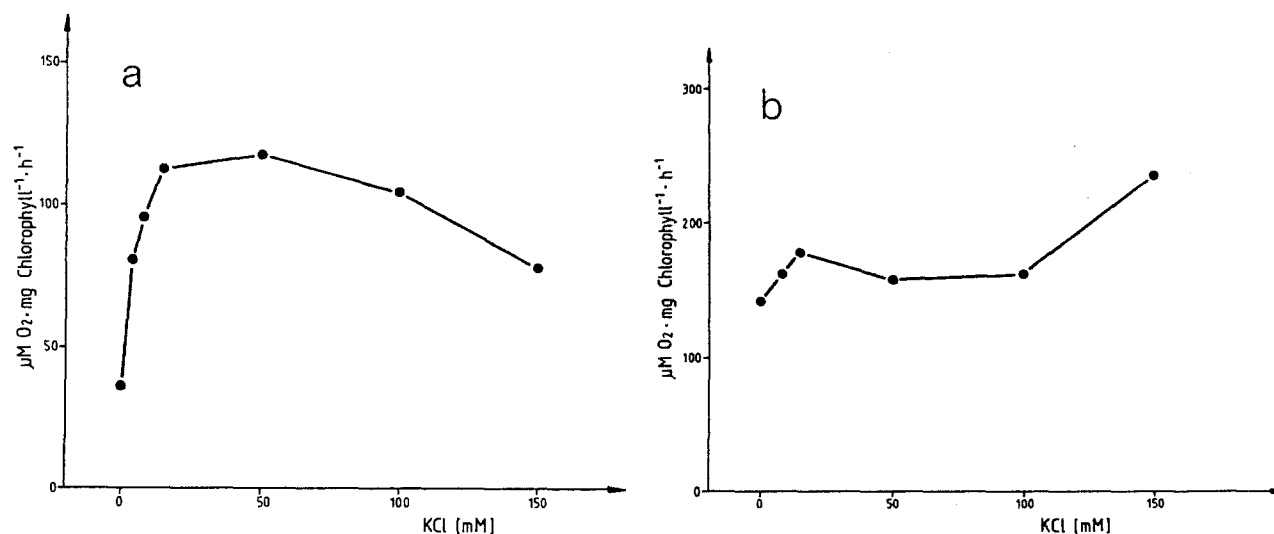 a
150
100
50
0
0 50 100 150
KCl [mM]
µM O₂ · mg Chlorophyll⁻¹ · h⁻¹
b
300
200
100
0
0 50 100 150
KCl [mM]
µM O₂ · mg Chlorophyll⁻¹ · h⁻¹